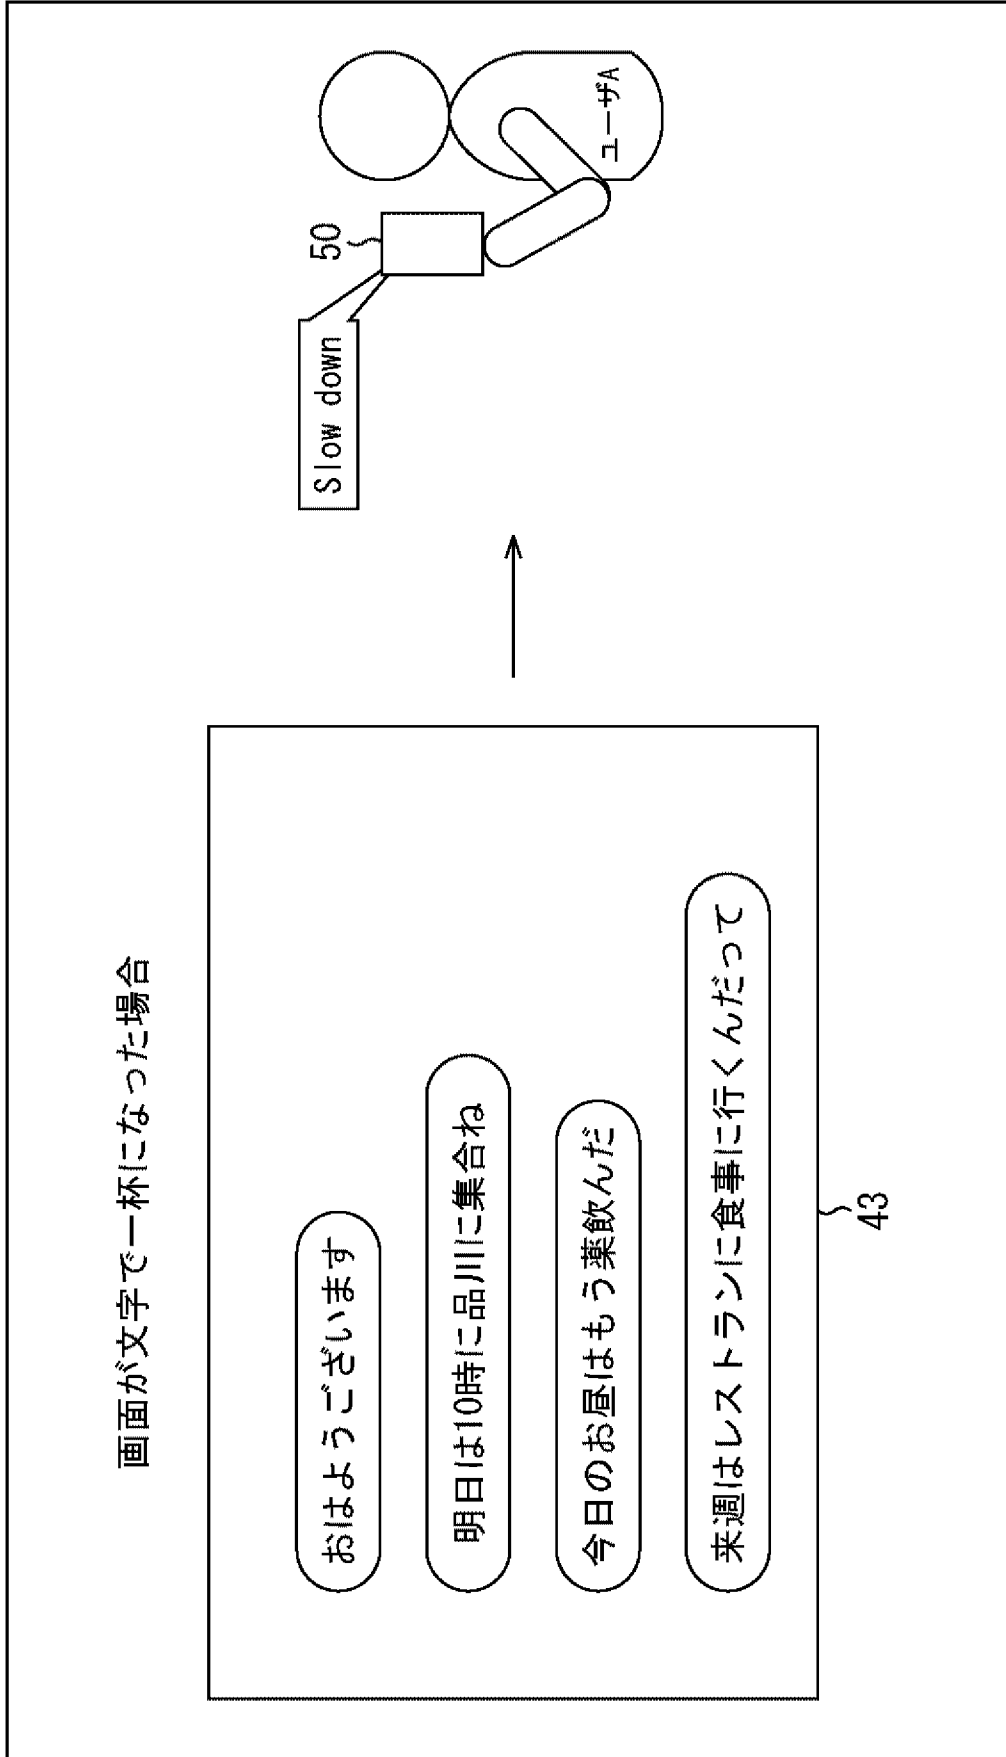 画面が文字で一杯になった場合
おはようございます
明日は10時に品川に集合ね
今日のお昼はもう薬飲んだ
来週はレストランに食事に行くんだって
43
Slow down
50
ユーザA